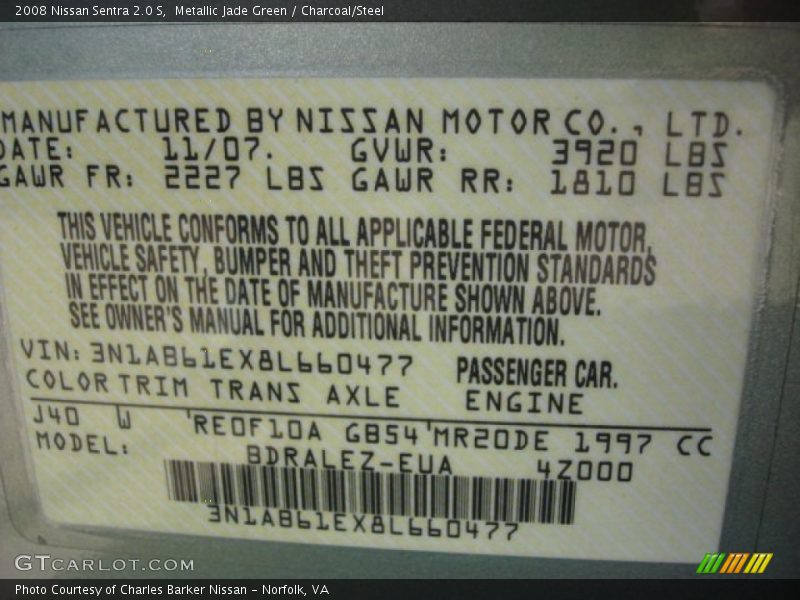 2008 Nissan Sentra 2.0 S,  Metallic Jade Green / Charcoal/Steel
MANUFACTURED BY NISSAN MOTOR CO., LTD.
DATE: 11/07. GVWR: 3920 LBS
GAWR FR: 2227 LBS GAWR RR: 1810 LBS
THIS VEHICLE CONFORMS TO ALL APPLICABLE FEDERAL MOTOR,
VEHICLE SAFETY, BUMPER AND THEFT PREVENTION STANDARDS
IN EFFECT ON THE DATE OF MANUFACTURE SHOWN ABOVE.
SEE OWNER'S MANUAL FOR ADDITIONAL INFORMATION.
VIN: 3N1AB61EX8L660477 PASSENGER CAR.
COLOR TRIM TRANS AXLE ENGINE
J40 W 'RE0F10A GB54'MR20DE 1997 CC
MODEL: BDRALEZ-EUA 4Z000
3N1AB61EX8L660477
GTCARLOT.COM
Photo Courtesy of Charles Barker Nissan – Norfolk, VA